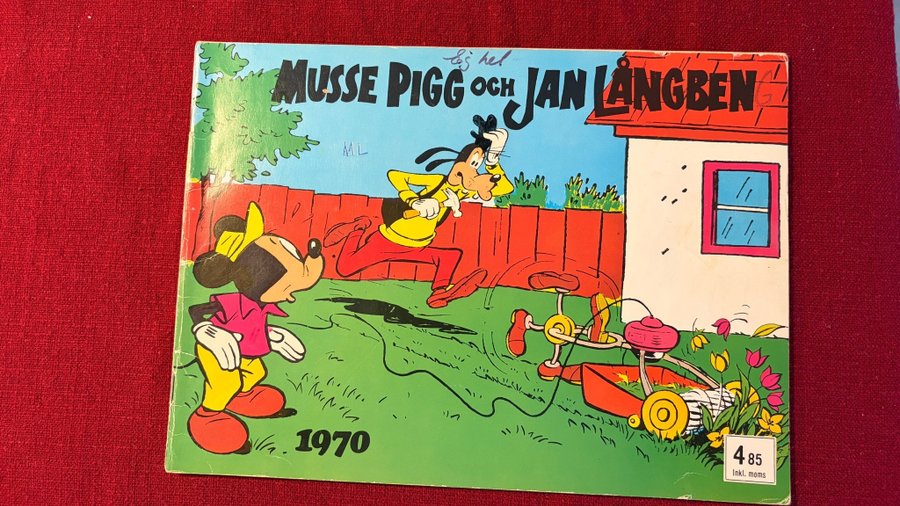 MUSSE PIGG OCH JAN LÅNGBEN
ML
1970
4 85
Inkl. moms